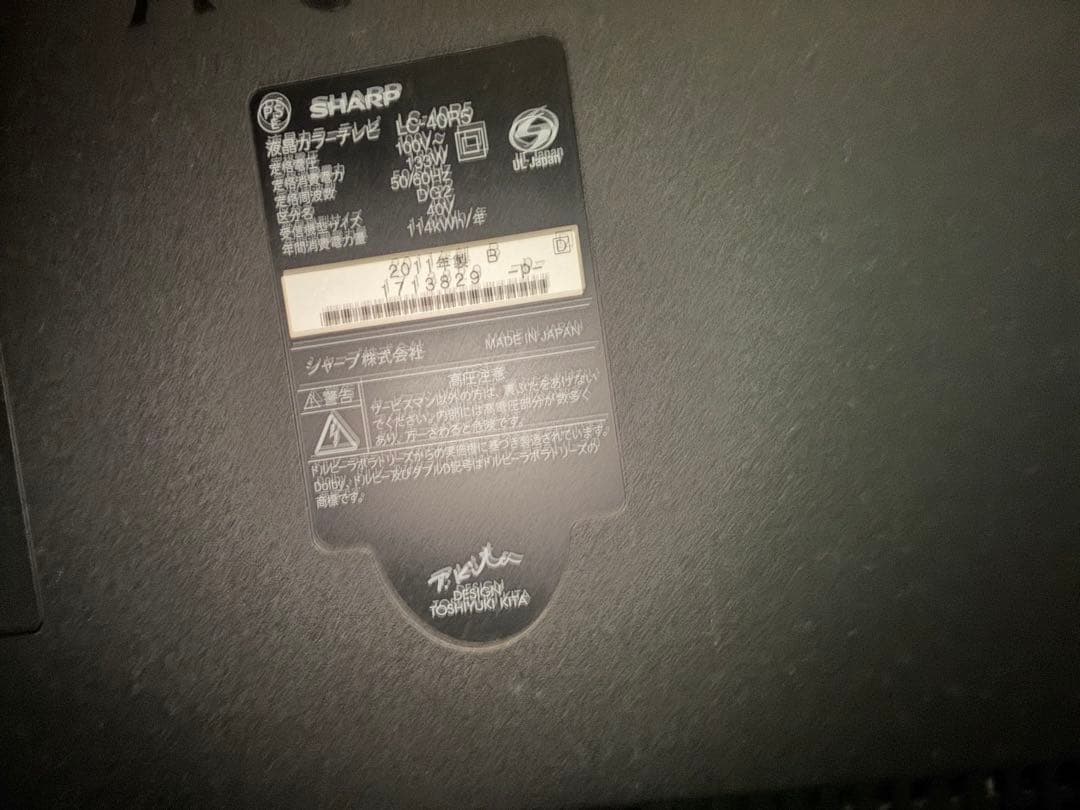 PSE
SHARP
液晶カラーテレビ LC-40R5
定格電圧 100V~
定格消費電力 133W
定格周波数 50/60Hz
区分名 DG2
受信機型サイズ 40V
年間消費電力量 114kWh/年
UL Japan
2011年製 B D
1713829 -p-
シャープ株式会社 MADE IN JAPAN
警告 高圧注意
サービスマン以外の方は、裏ぶたをあけない
でください。内部には高電圧部分が数多く
あり、万一さわると危険です。
ドルビーラボラトリーズからの実施権に基づき製造されています。
Dolby、ドルビー及びダブルD記号はドルビーラボラトリーズの
商標です。
T. Kita
DESIGN
TOSHIYUKI KITA